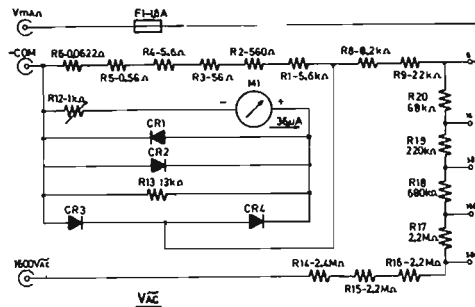 VmAΩ F1-1,8A
-COM R6-0,0622Ω R4-5,6Ω R2-560Ω R8-8,2kΩ
R5-0,56Ω R3-56Ω R1-5,6kΩ R9-22kΩ
R12-1kΩ - M1 + R20
36µA 68kΩ
CR1
R19
CR2 220kΩ
R13 13kΩ R18
680kΩ
CR3 CR4 R17
2,2MΩ
1600VAC R14-2,4MΩ R16-2,2MΩ
R15-2,2MΩ
VAC